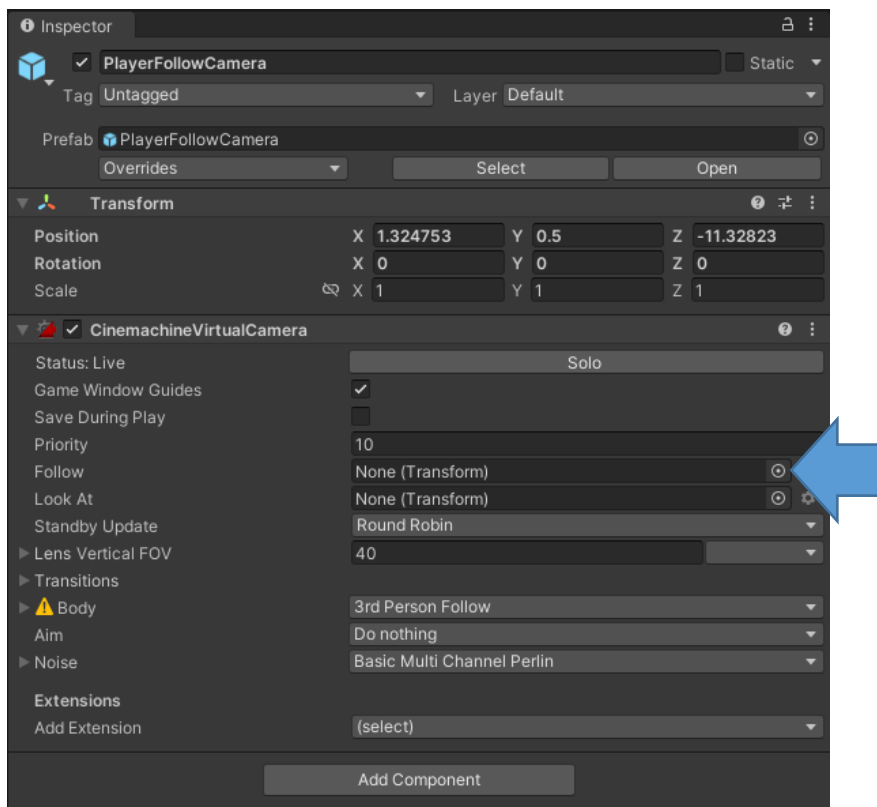 Inspector
PlayerFollowCamera Static
Tag Untagged Layer Default
Prefab PlayerFollowCamera
Overrides Select Open
Transform
Position X 1.324753 Y 0.5 Z -11.32823
Rotation X 0 Y 0 Z 0
Scale X 1 Y 1 Z 1
CinemachineVirtualCamera
Status: Live Solo
Game Window Guides
Save During Play
Priority 10
Follow None (Transform)
Look At None (Transform)
Standby Update Round Robin
Lens Vertical FOV 40
Transitions
Body 3rd Person Follow
Aim Do nothing
Noise Basic Multi Channel Perlin
Extensions
Add Extension (select)
Add Component